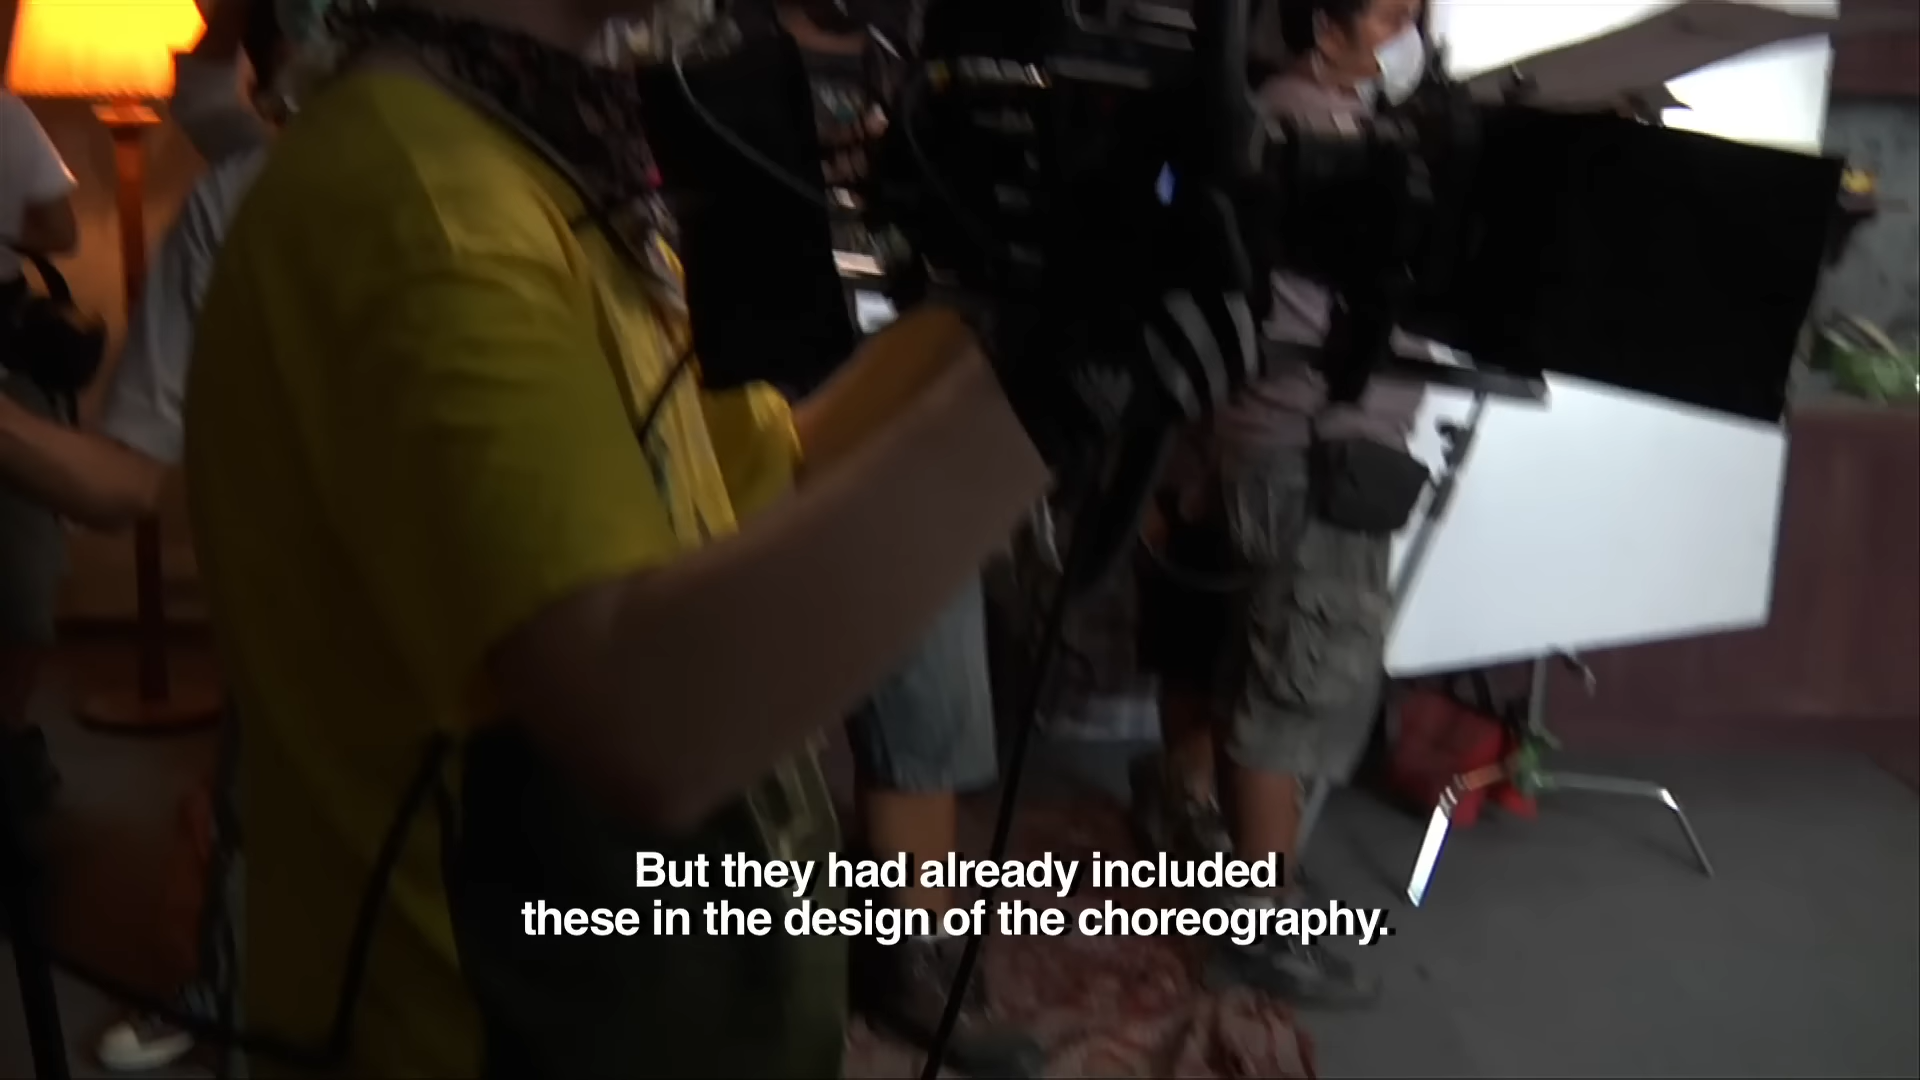 But they had already included
these in the design of the choreography.